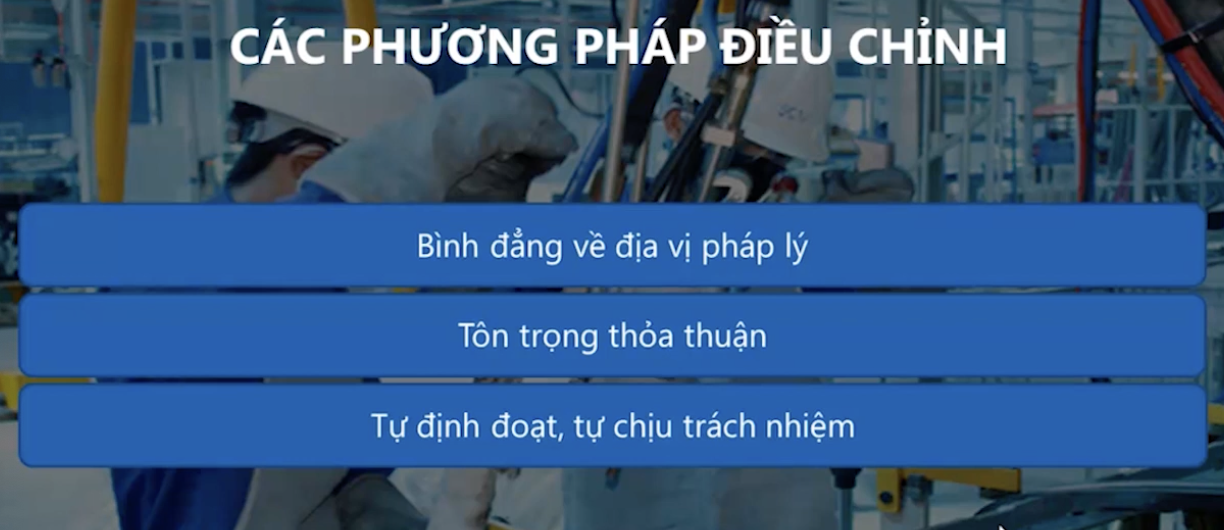 CÁC PHƯƠNG PHÁP ĐIỀU CHỈNH
Bình đẳng về địa vị pháp lý
Tôn trọng thỏa thuận
Tự định đoạt, tự chịu trách nhiệm